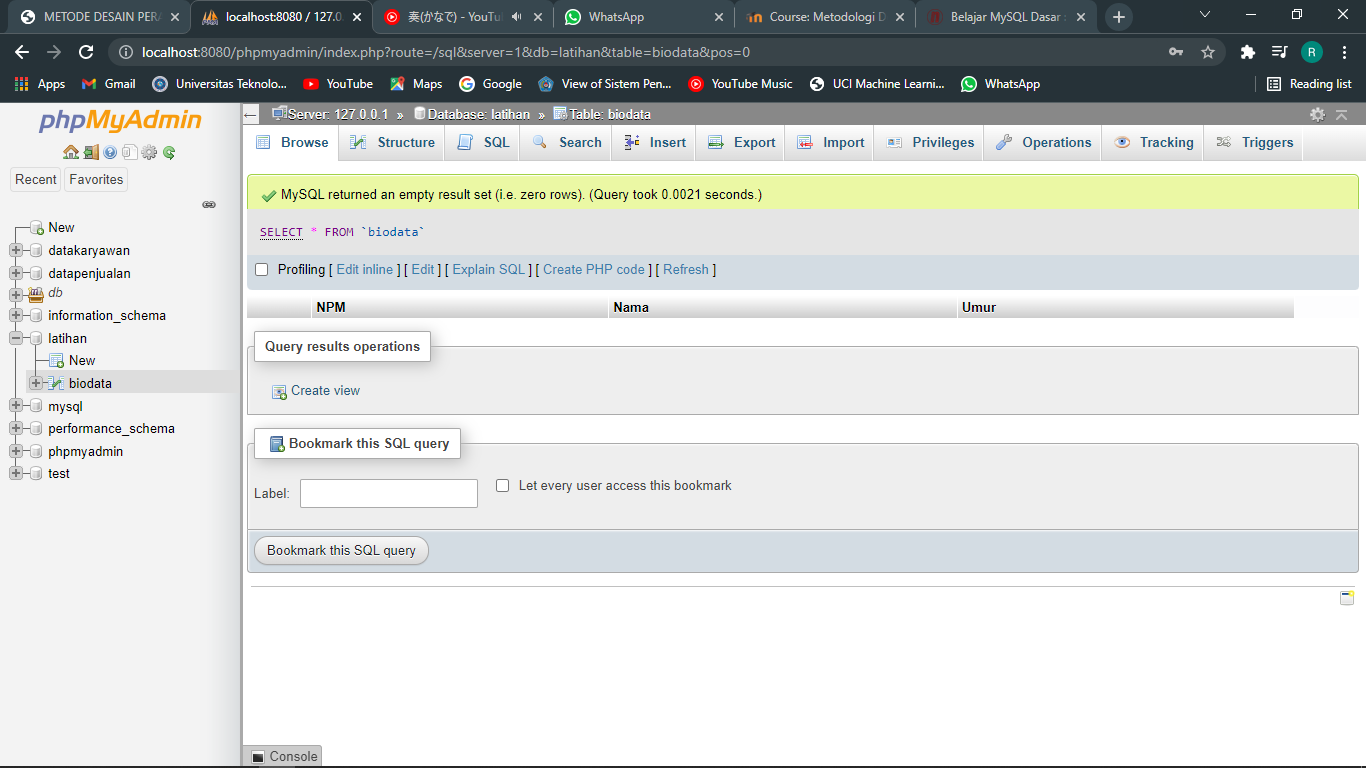 METODE DESAIN PERA
localhost:8080 / 127.0.
奏(かなで) - YouTu
WhatsApp
Course: Metodologi D
Belajar MySQL Dasar :
localhost:8080/phpmyadmin/index.php?route=/sql&server=1&db=latihan&table=biodata&pos=0
R
Apps
Gmail
Universitas Teknolo...
YouTube
Maps
Google
View of Sistem Pen...
YouTube Music
UCI Machine Learni...
WhatsApp
Reading list
phpMyAdmin
Recent
Favorites
New
datakaryawan
datapenjualan
db
information_schema
latihan
New
biodata
mysql
performance_schema
phpmyadmin
test
Server: 127.0.0.1 » Database: latihan » Table: biodata
Browse
Structure
SQL
Search
Insert
Export
Import
Privileges
Operations
Tracking
Triggers
MySQL returned an empty result set (i.e. zero rows). (Query took 0.0021 seconds.)
SELECT * FROM `biodata`
Profiling [ Edit inline ] [ Edit ] [ Explain SQL ] [ Create PHP code ] [ Refresh ]
NPM Nama Umur
Query results operations
Create view
Bookmark this SQL query
Label:
Let every user access this bookmark
Bookmark this SQL query
Console